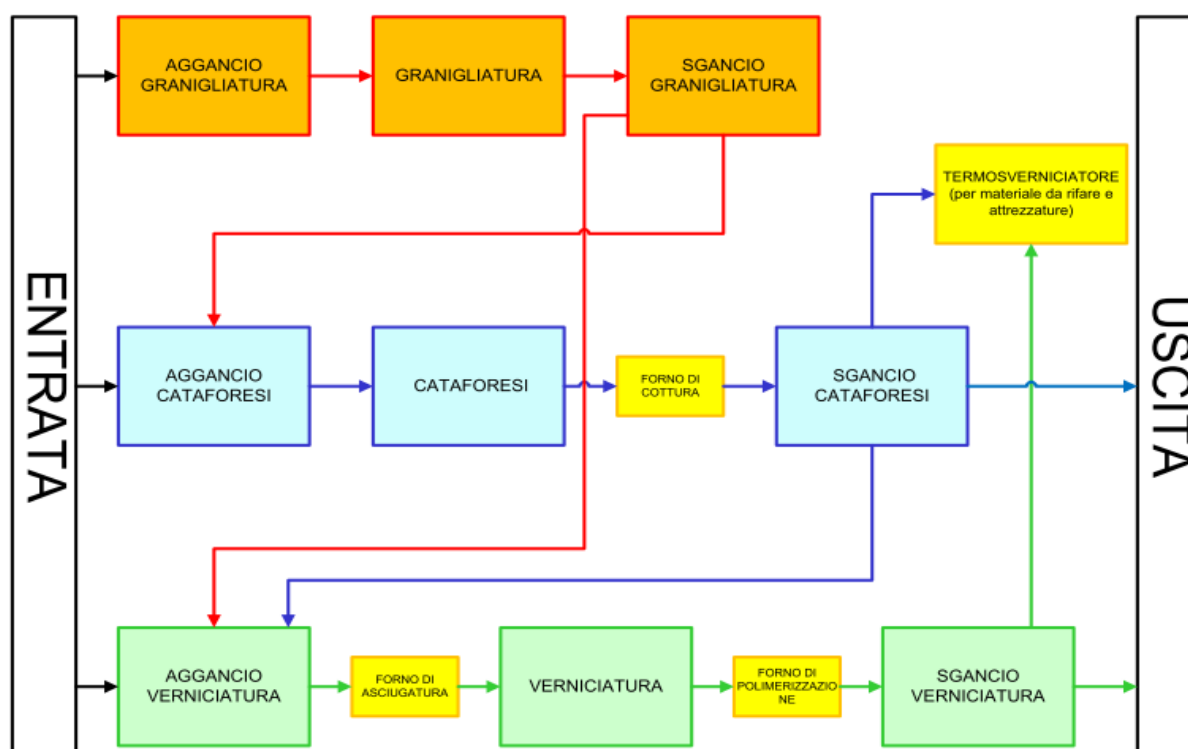 ENTRATA
AGGANCIO
GRANIGLIATURA
GRANIGLIATURA
SGANCIO
GRANIGLIATURA
TERMOSVERNICIATORE
(per materiale da rifare e
attrezzature)
AGGANCIO
CATAFORESI
CATAFORESI
FORNO DI
COTTURA
SGANCIO
CATAFORESI
AGGANCIO
VERNICIATURA
FORNO DI
ASCIUGATURA
VERNICIATURA
FORNO DI
POLIMERIZZAZIO
NE
SGANCIO
VERNICIATURA
USCITA